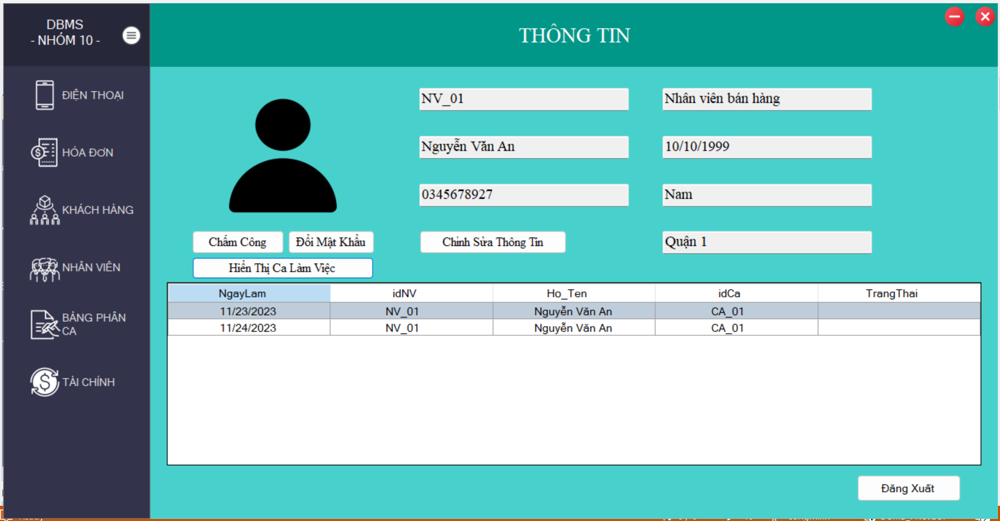 DBMS
- NHÓM 10 -
THÔNG TIN
ĐIỆN THOẠI
HÓA ĐƠN
KHÁCH HÀNG
NHÂN VIÊN
BẢNG PHÂN
CA
TÀI CHÍNH
NV_01
Nhân viên bán hàng
Nguyễn Văn An
10/10/1999
0345678927
Nam
Chấm Công
Đổi Mật Khẩu
Chỉnh Sửa Thông Tin
Quận 1
Hiển Thị Ca Làm Việc
NgayLam idNV Ho_Ten idCa TrangThai
11/23/2023 NV_01 Nguyễn Văn An CA_01
11/24/2023 NV_01 Nguyễn Văn An CA_01
Đăng Xuất